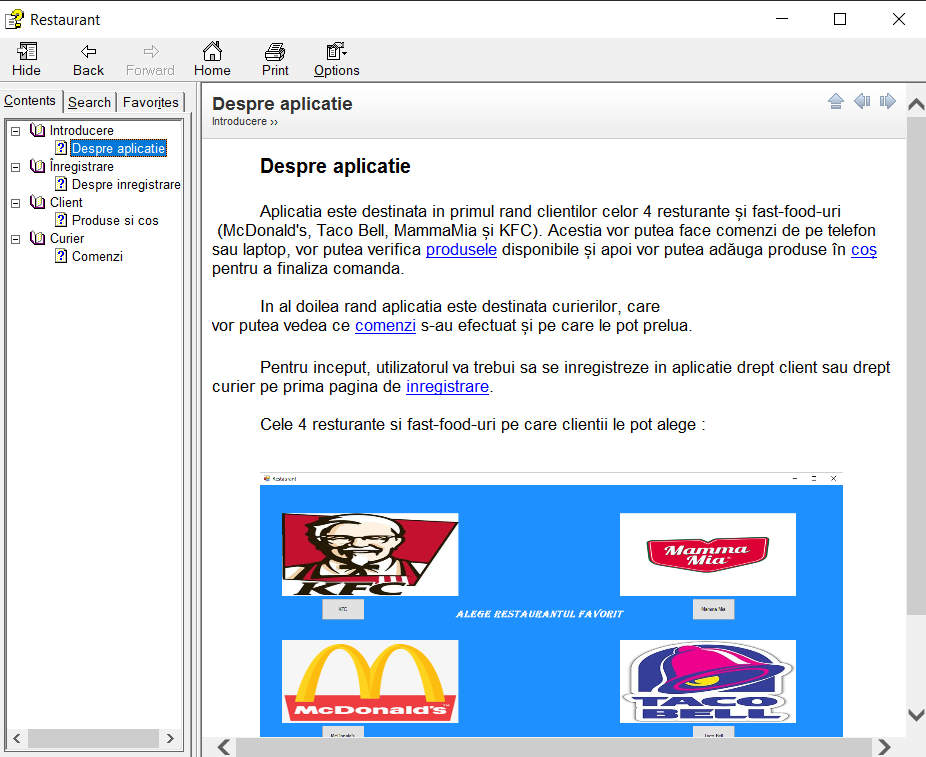 Restaurant
Hide Back Forward Home Print Options
Contents Search Favorites
Introducere
Despre aplicatie
Înregistrare
Despre inregistrare
Client
Produse si cos
Curier
Comenzi
Despre aplicatie
Introducere ››
Despre aplicatie
Aplicatia este destinata in primul rand clientilor celor 4 resturante și fast-food-uri
(McDonald's, Taco Bell, MammaMia și KFC). Acestia vor putea face comenzi de pe telefon
sau laptop, vor putea verifica produsele disponibile și apoi vor putea adăuga produse în coș
pentru a finaliza comanda.
In al doilea rand aplicatia este destinata curierilor, care
vor putea vedea ce comenzi s-au efectuat și pe care le pot prelua.
Pentru inceput, utilizatorul va trebui sa se inregistreze in aplicatie drept client sau drept
curier pe prima pagina de inregistrare.
Cele 4 resturante si fast-food-uri pe care clientii le pot alege :
Restaurant
KFC
Mamma
Mia
KFC
Mamma Mia
ALEGE RESTAURANTUL FAVORIT
McDonald's
TACO
BELL
McDonald's
Taco Bell